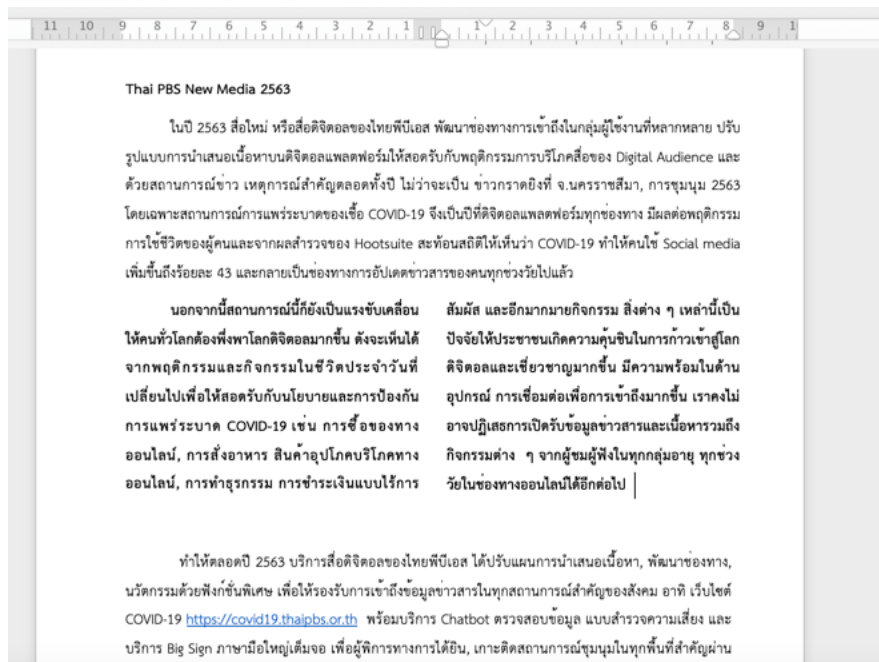 11 10 9 8 7 6 5 4 3 2 1 1 2 3 4 5 6 7 8 9 1
Thai PBS New Media 2563
ในปี 2563 สื่อใหม่ หรือสื่อดิจิตอลของไทยพีบีเอส พัฒนาช่องทางการเข้าถึงในกลุ่มผู้ใช้งานที่หลากหลาย ปรับ
รูปแบบการนำเสนอเนื้อหาบนดิจิตอลแพลตฟอร์มให้สอดรับกับพฤติกรรมการบริโภคสื่อของ Digital Audience และ
ด้วยสถานการณ์ข่าว เหตุการณ์สำคัญตลอดทั้งปี ไม่ว่าจะเป็น ข่าวกราดยิงที่ จ.นครราชสีมา, การชุมนุม 2563
โดยเฉพาะสถานการณ์การแพร่ระบาดของเชื้อ COVID-19 จึงเป็นปีที่ดิจิตอลแพลตฟอร์มทุกช่องทาง มีผลต่อพฤติกรรม
การใช้ชีวิตของผู้คนและจากผลสำรวจของ Hootsuite สะท้อนสถิติให้เห็นว่า COVID-19 ทำให้คนใช้ Social media
เพิ่มขึ้นถึงร้อยละ 43 และกลายเป็นช่องทางการอัปเดตข่าวสารของคนทุกช่วงวัยไปแล้ว
นอกจากนี้สถานการณ์นี้ก็ยังเป็นแรงขับเคลื่อน
ให้คนทั่วโลกต้องพึ่งพาโลกดิจิตอลมากขึ้น ดังจะเห็นได้
จากพฤติกรรมและกิจกรรมในชีวิตประจำวันที่
เปลี่ยนไปเพื่อให้สอดรับกับนโยบายและการป้องกัน
การแพร่ระบาด COVID-19 เช่น การซื้อของทาง
ออนไลน์, การสั่งอาหาร สินค้าอุปโภคบริโภคทาง
ออนไลน์, การทำธุรกรรม การชำระเงินแบบไร้การ
สัมผัส และอีกมากมายกิจกรรม สิ่งต่าง ๆ เหล่านี้เป็น
ปัจจัยให้ประชาชนเกิดความคุ้นชินในการก้าวเข้าสู่โลก
ดิจิตอลและเชี่ยวชาญมากขึ้น มีความพร้อมในด้าน
อุปกรณ์ การเชื่อมต่อเพื่อการเข้าถึงมากขึ้น เราคงไม่
อาจปฏิเสธการเปิดรับข้อมูลข่าวสารและเนื้อหารวมถึง
กิจกรรมต่าง ๆ จากผู้ชมผู้ฟังในทุกกลุ่มอายุ ทุกช่วง
วัยในช่องทางออนไลน์ได้อีกต่อไป
ทำให้ตลอดปี 2563 บริการสื่อดิจิตอลของไทยพีบีเอส ได้ปรับแผนการนำเสนอเนื้อหา, พัฒนาช่องทาง,
นวัตกรรมด้วยฟังก์ชั่นพิเศษ เพื่อให้รองรับการเข้าถึงข้อมูลข่าวสารในทุกสถานการณ์สำคัญของสังคม อาทิ เว็บไซต์
COVID-19 https://covid19.thaipbs.or.th พร้อมบริการ Chatbot ตรวจสอบข้อมูล แบบสำรวจความเสี่ยง และ
บริการ Big Sign ภาษามือใหญ่เต็มจอ เพื่อผู้พิการทางการได้ยิน, เกาะติดสถานการณ์ชุมนุมในทุกพื้นที่สำคัญผ่าน